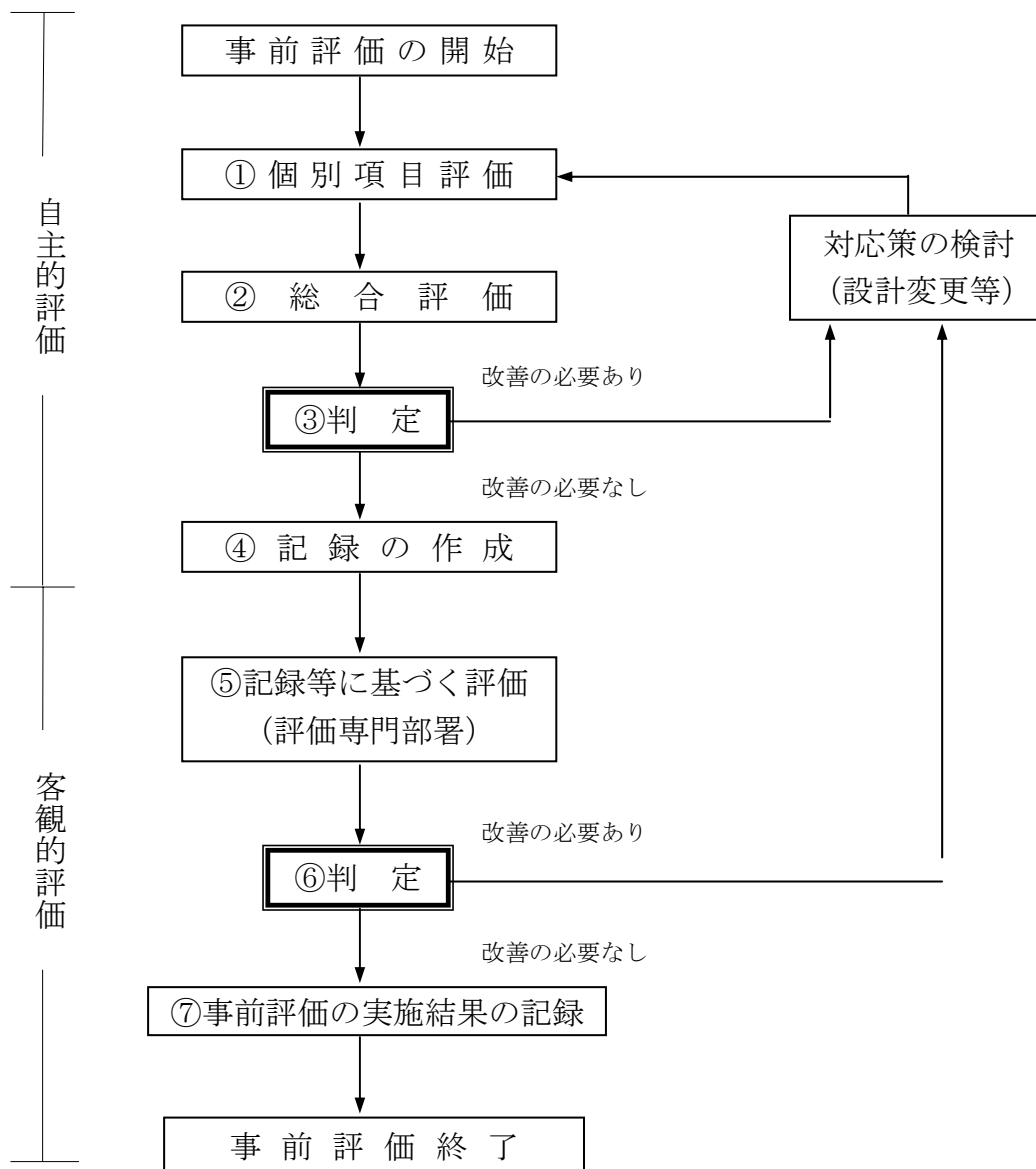 事前評価の開始
①個別項目評価
対応策の検討
（設計変更等）
自主的評価
②総合評価
改善の必要あり
③判 定
改善の必要なし
④記録の作成
⑤記録等に基づく評価
（評価専門部署）
客観的評価
改善の必要あり
⑥判 定
改善の必要なし
⑦事前評価の実施結果の記録
事前評価終了